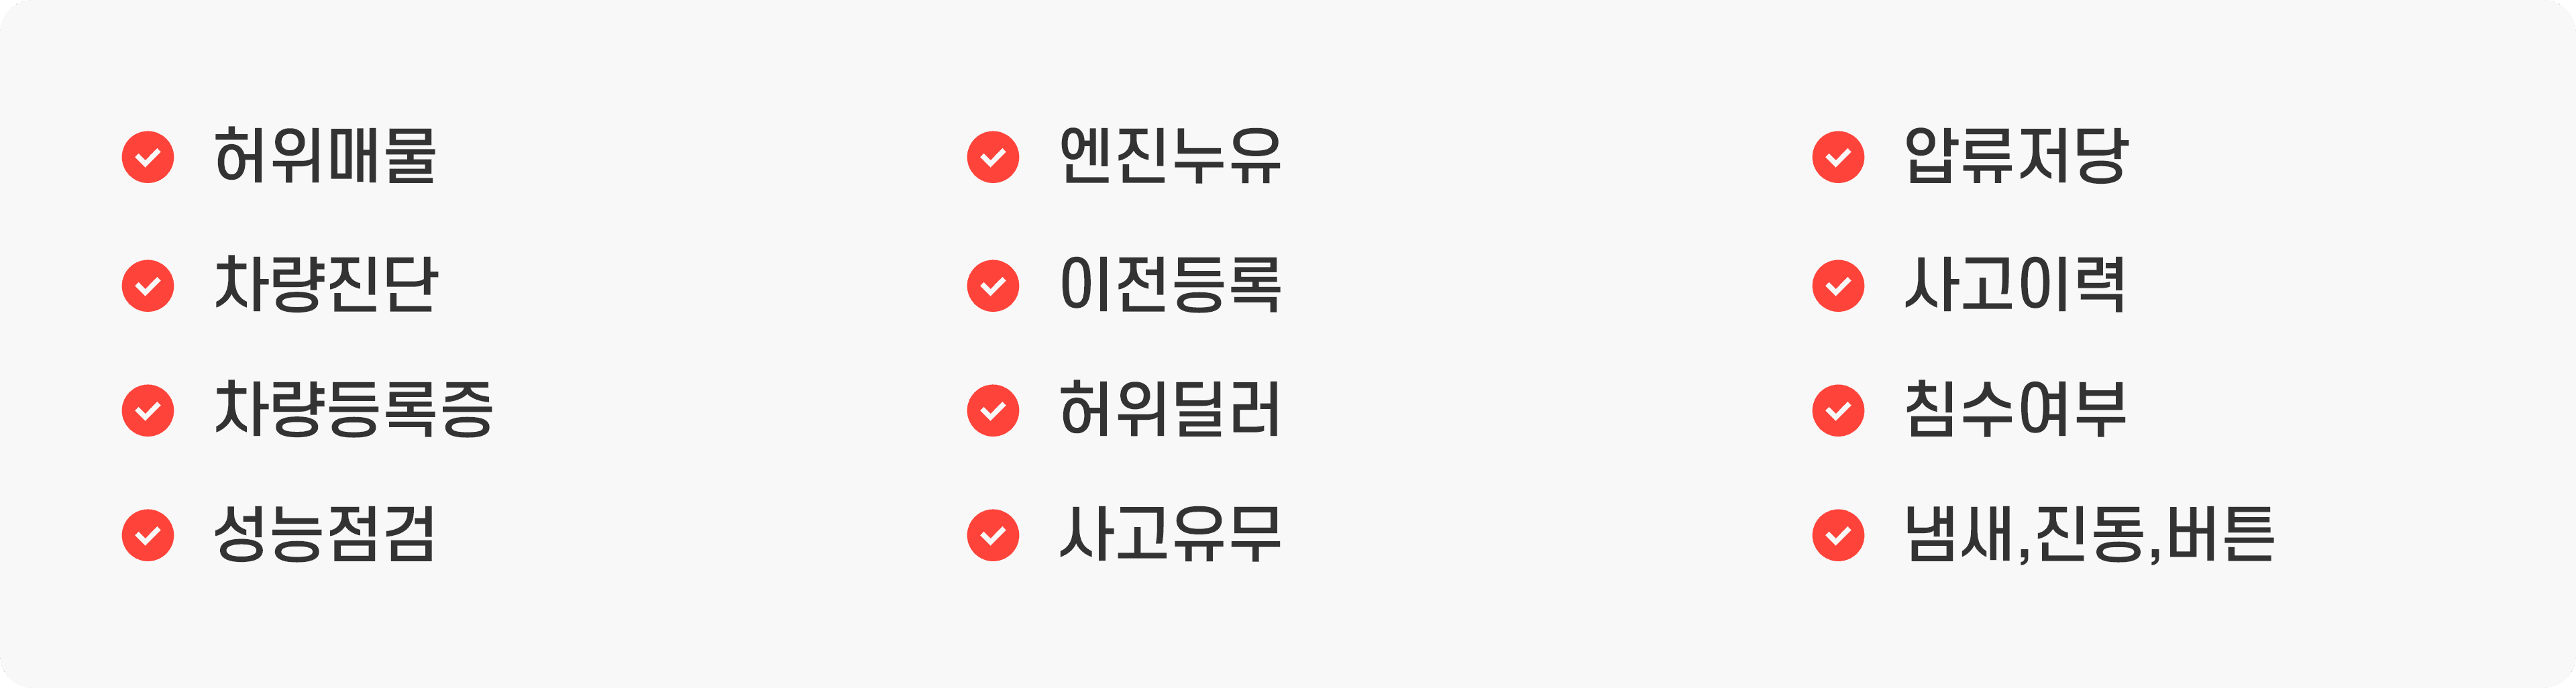 허위매물
엔진누유
압류저당
차량진단
이전등록
사고이력
차량등록증
허위딜러
침수여부
성능점검
사고유무
냄새,진동,버튼